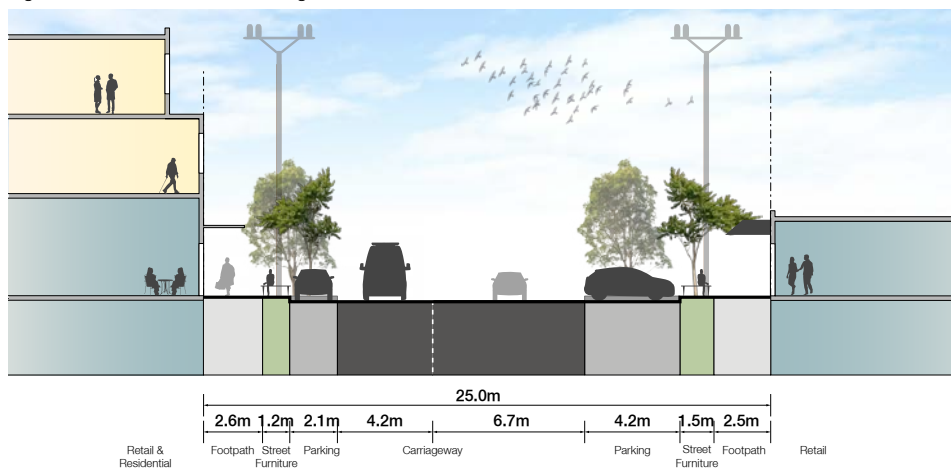 25.0m
2.6m 1.2m 2.1m 4.2m 6.7m 4.2m 1.5m 2.5m
Retail &
Residential
Footpath
Street
Furniture
Parking
Carriageway
Parking
Street
Furniture
Footpath
Retail